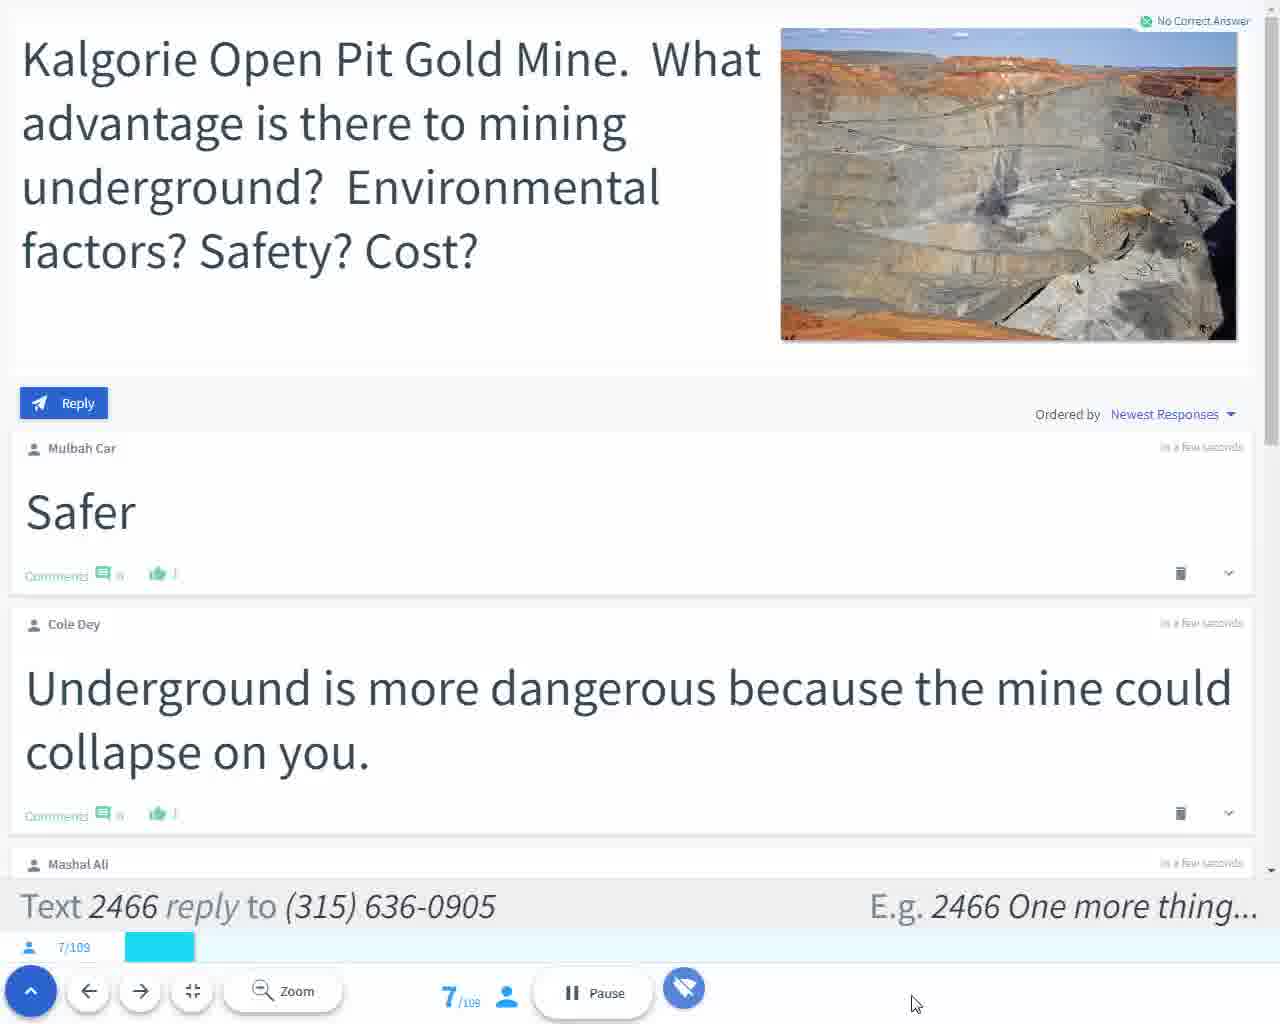 No Correct Answer
Kalgorie Open Pit Gold Mine. What
advantage is there to mining
underground? Environmental
factors? Safety? Cost?
Reply
Ordered by Newest Responses
Mulbah Car
in a few seconds
Safer
Comments 0
Cole Dey
in a few seconds
Underground is more dangerous because the mine could
collapse on you.
Comments 0
Mashal Ali
in a few seconds
Text 2466 reply to (315) 636-0905
E.g. 2466 One more thing...
7/109
Zoom
7/109
Pause